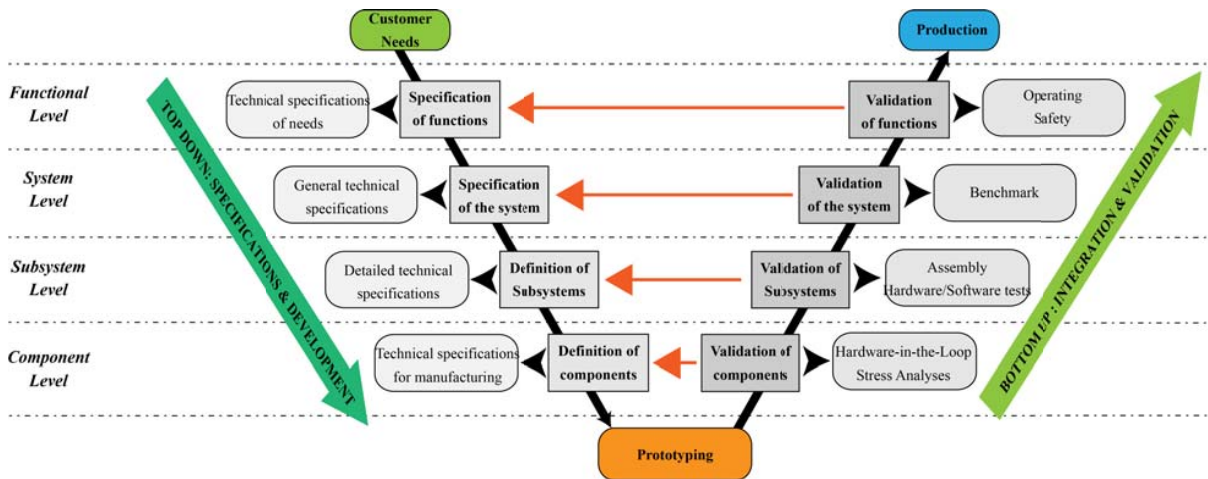 Customer
Needs
Production
Functional
Level
Technical specifications
of needs
Specification
of functions
Validation
of functions
Operating
Safety
System
Level
General technical
specifications
Specification
of the system
Validation
of the system
Benchmark
Subsystem
Level
Detailed technical
specifications
Definition of
Subsystems
Validation of
Subsystems
Assembly
Hardware/Software tests
Component
Level
Technical specifications
for manufacturing
Definition of
components
Validation of
components
Hardware-in-the-Loop
Stress Analyses
Prototyping
TOP DOWN: SPECIFICATIONS & DEVELOPMENT
BOTTOM UP : INTEGRATION & VALIDATION